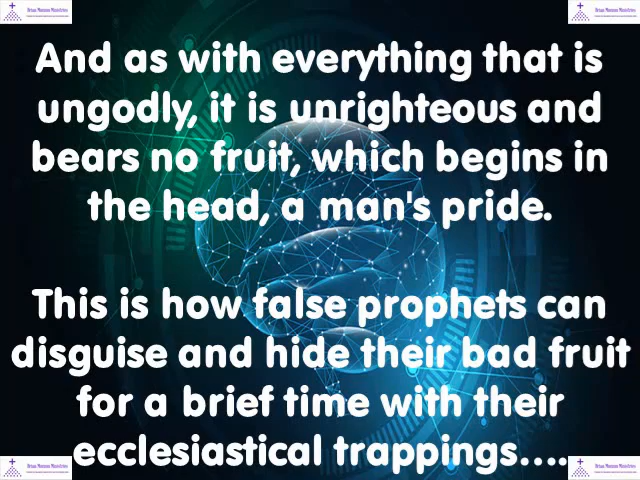 And as with everything that is
ungodly, it is unrighteous and
bears no fruit, which begins in
the head, a man's pride.
This is how false prophets can
disguise and hide their bad fruit
for a brief time with their
ecclesiastical trappings....